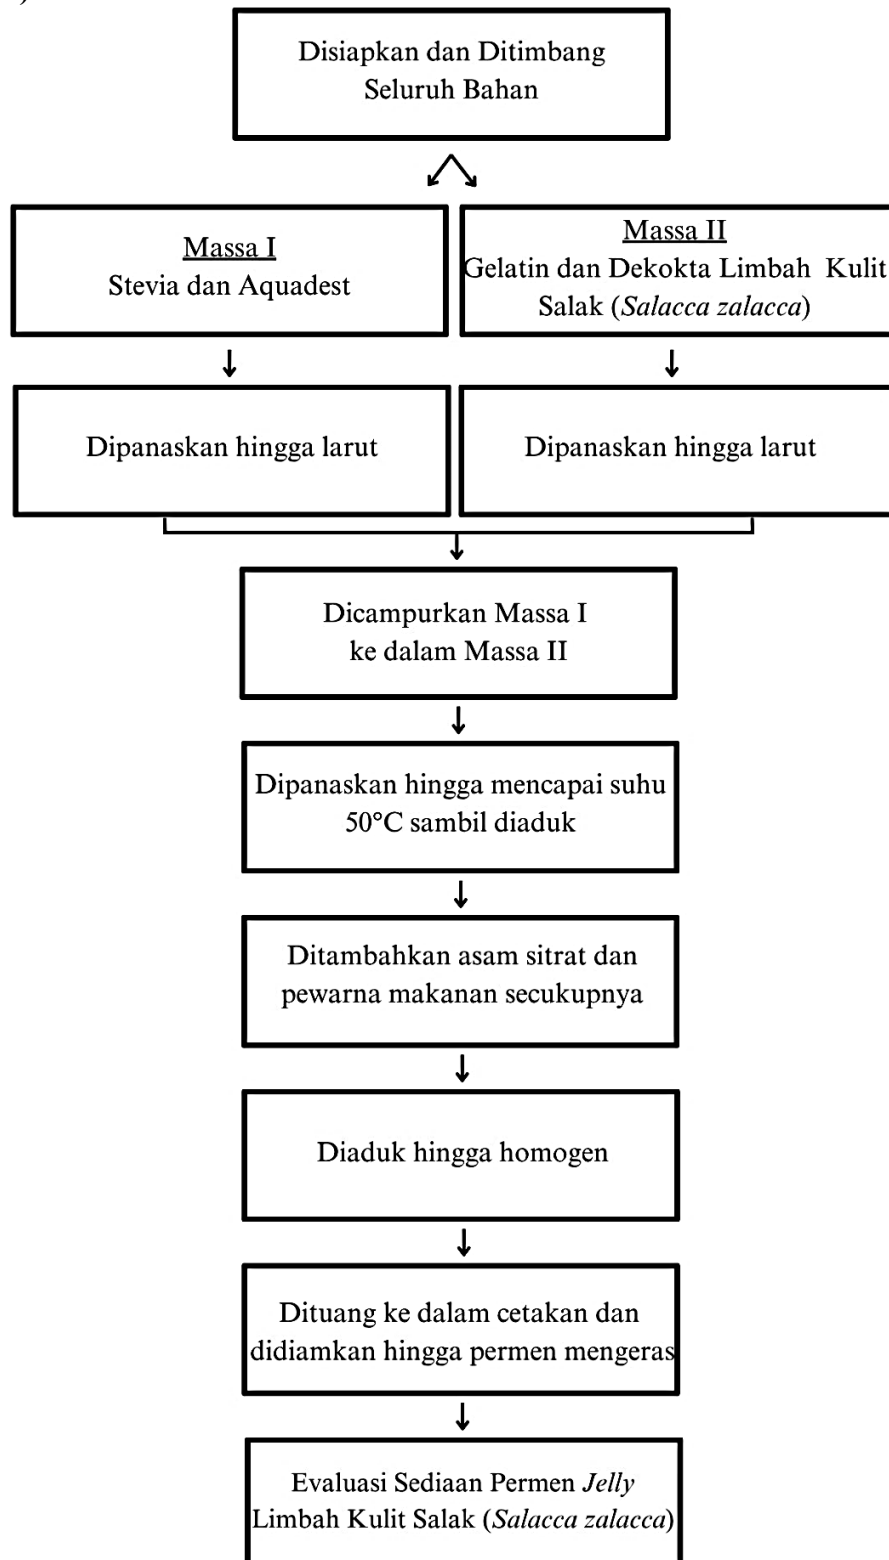 )
Disiapkan dan Ditimbang
Seluruh Bahan
Massa I
Stevia dan Aquadest
Massa II
Gelatin dan Dekokta Limbah Kulit
Salak (Salacca zalacca)
Dipanaskan hingga larut
Dipanaskan hingga larut
Dicampurkan Massa I
ke dalam Massa II
Dipanaskan hingga mencapai suhu
50°C sambil diaduk
Ditambahkan asam sitrat dan
pewarna makanan secukupnya
Diaduk hingga homogen
Dituang ke dalam cetakan dan
didiamkan hingga permen mengeras
Evaluasi Sediaan Permen Jelly
Limbah Kulit Salak (Salacca zalacca)